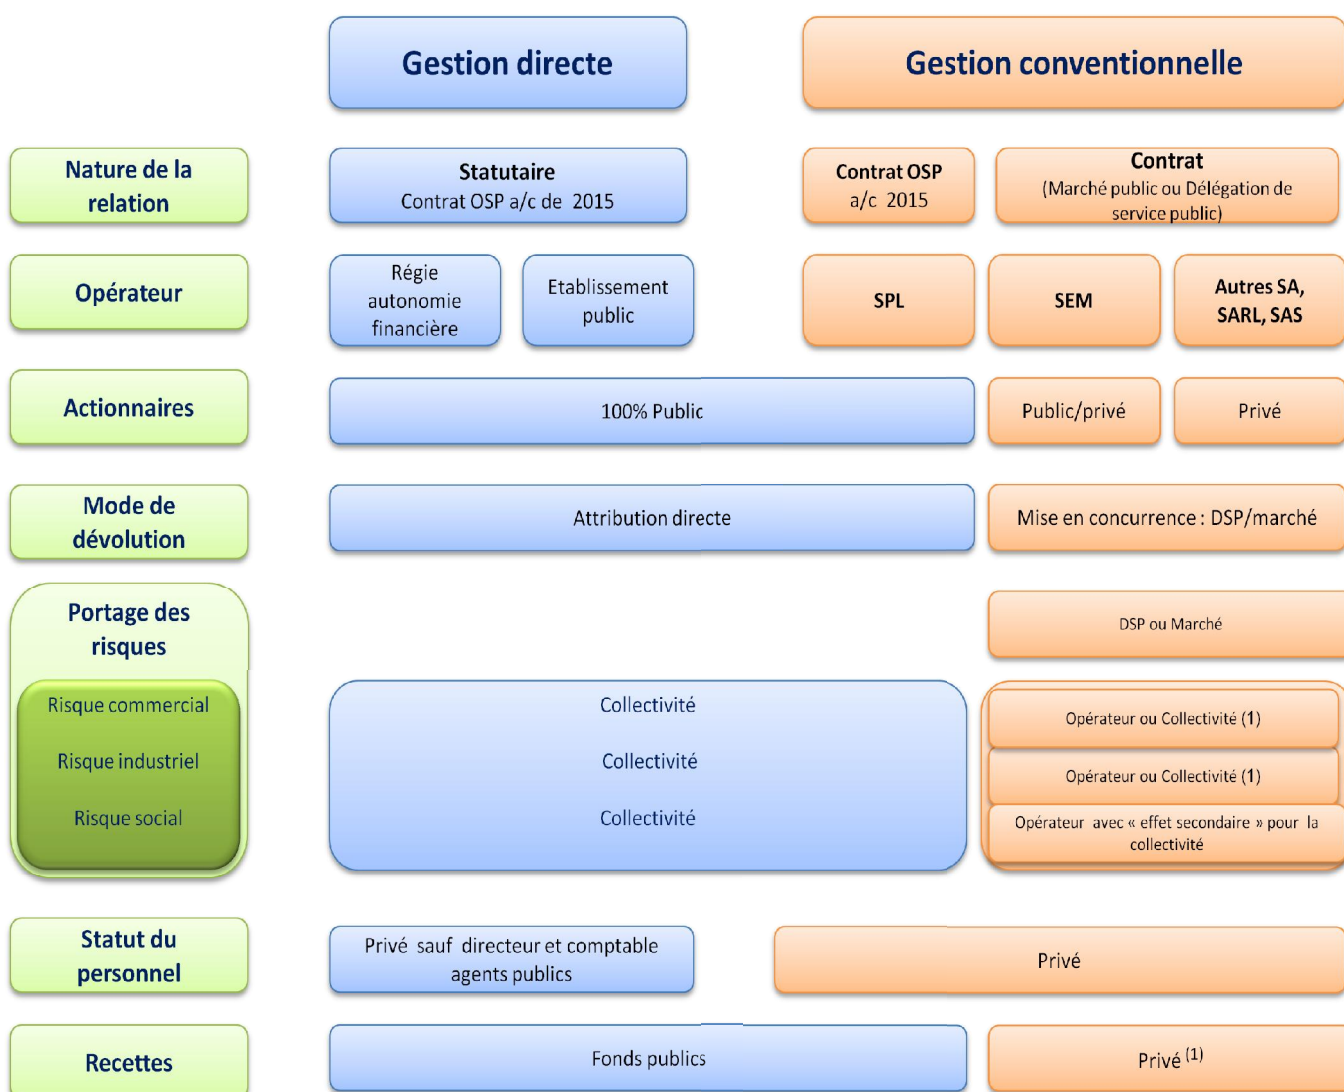 Gestion directe
Gestion conventionnelle
Nature de la
relation
Statutaire
Contrat OSP a/c de 2015
Contrat OSP
a/c 2015
Contrat
(Marché public ou Délégation de
service public)
Opérateur
Régie
autonomie
financière
Etablissement
public
SPL
SEM
Autres SA,
SARL, SAS
Actionnaires
100% Public
Public/privé
Privé
Mode de
dévolution
Attribution directe
Mise en concurrence : DSP/marché
Portage des
risques
DSP ou Marché
Risque commercial
Collectivité
Opérateur ou Collectivité (1)
Risque industriel
Collectivité
Opérateur ou Collectivité (1)
Risque social
Collectivité
Opérateur avec « effet secondaire » pour la
collectivité
Statut du
personnel
Privé sauf directeur et comptable
agents publics
Privé
Recettes
Fonds publics
Privé (1)